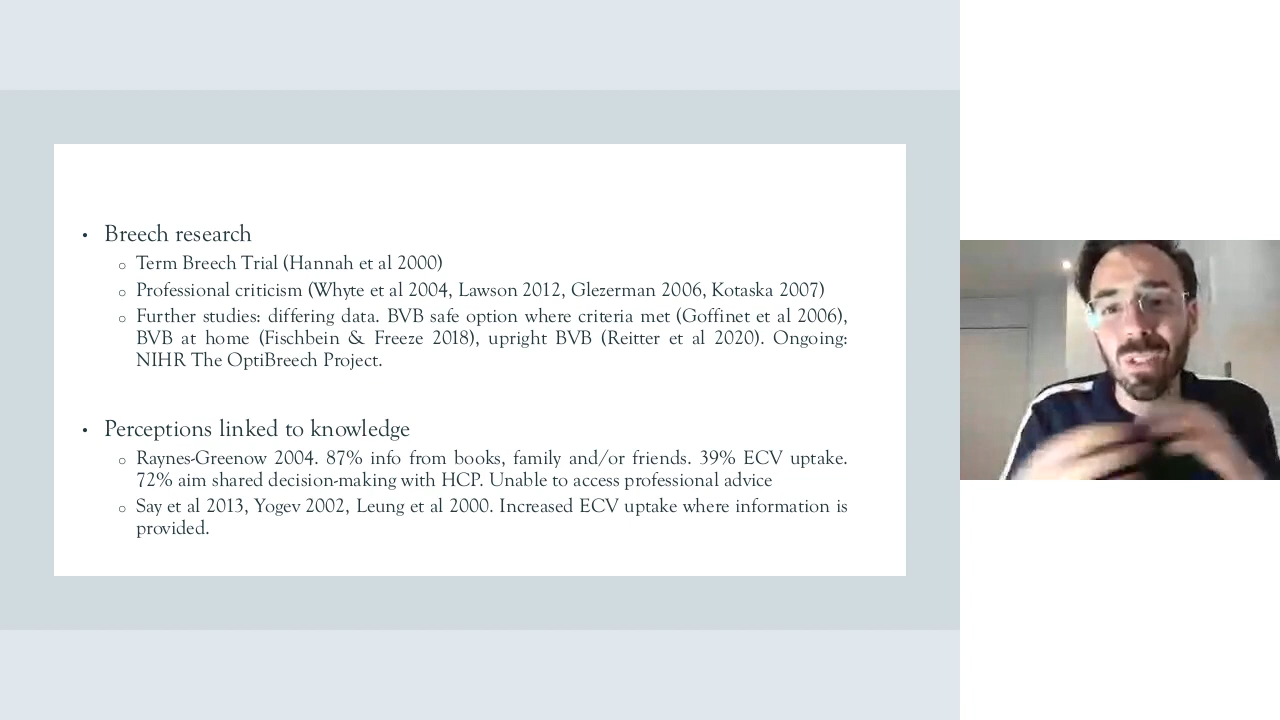 • Breech research
o Term Breech Trial (Hannah et al 2000)
o Professional criticism (Whyte et al 2004, Lawson 2012, Glezerman 2006, Kotaska 2007)
o Further studies: differing data. BVB safe option where criteria met (Goffinet et al 2006),
BVB at home (Fischbein & Freeze 2018), upright BVB (Reitter et al 2020). Ongoing:
NIHR The OptiBreech Project.
• Perceptions linked to knowledge
o Raynes-Greenow 2004. 87% info from books, family and/or friends. 39% ECV uptake.
72% aim shared decision-making with HCP. Unable to access professional advice
o Say et al 2013, Yogev 2002, Leung et al 2000. Increased ECV uptake where information is
provided.